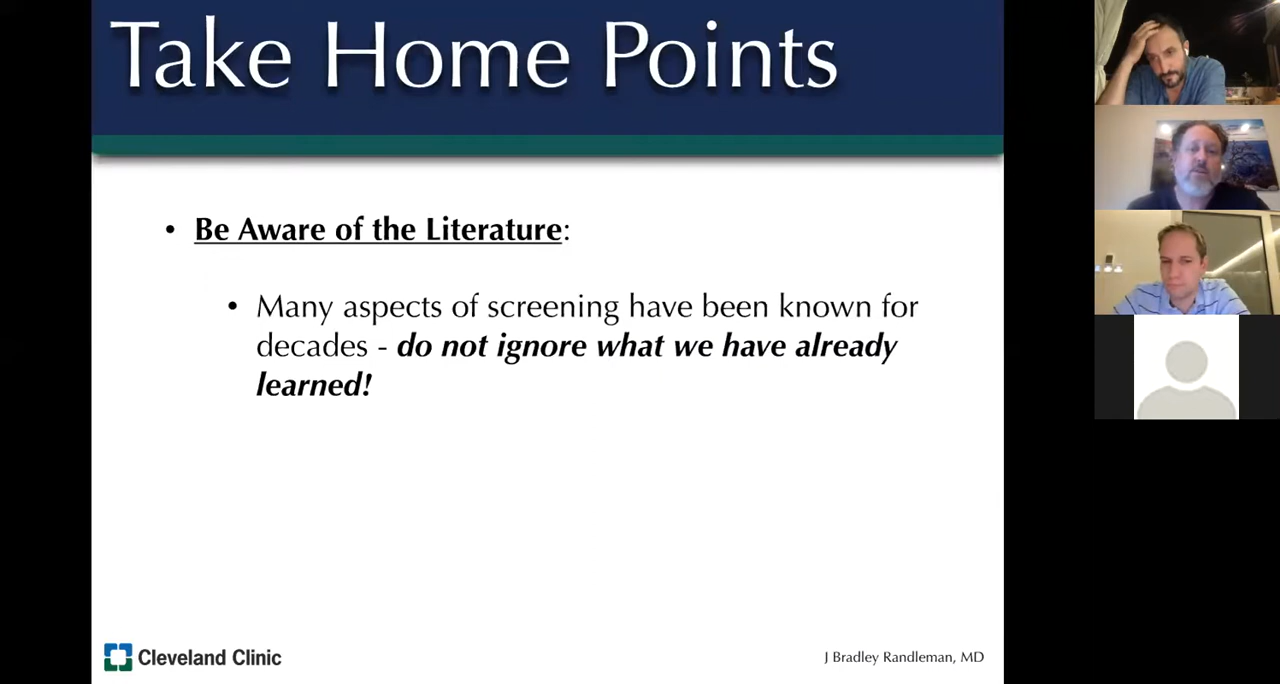 Take Home Points
• Be Aware of the Literature:
• Many aspects of screening have been known for
decades - do not ignore what we have already
learned!
Cleveland Clinic
J Bradley Randleman, MD